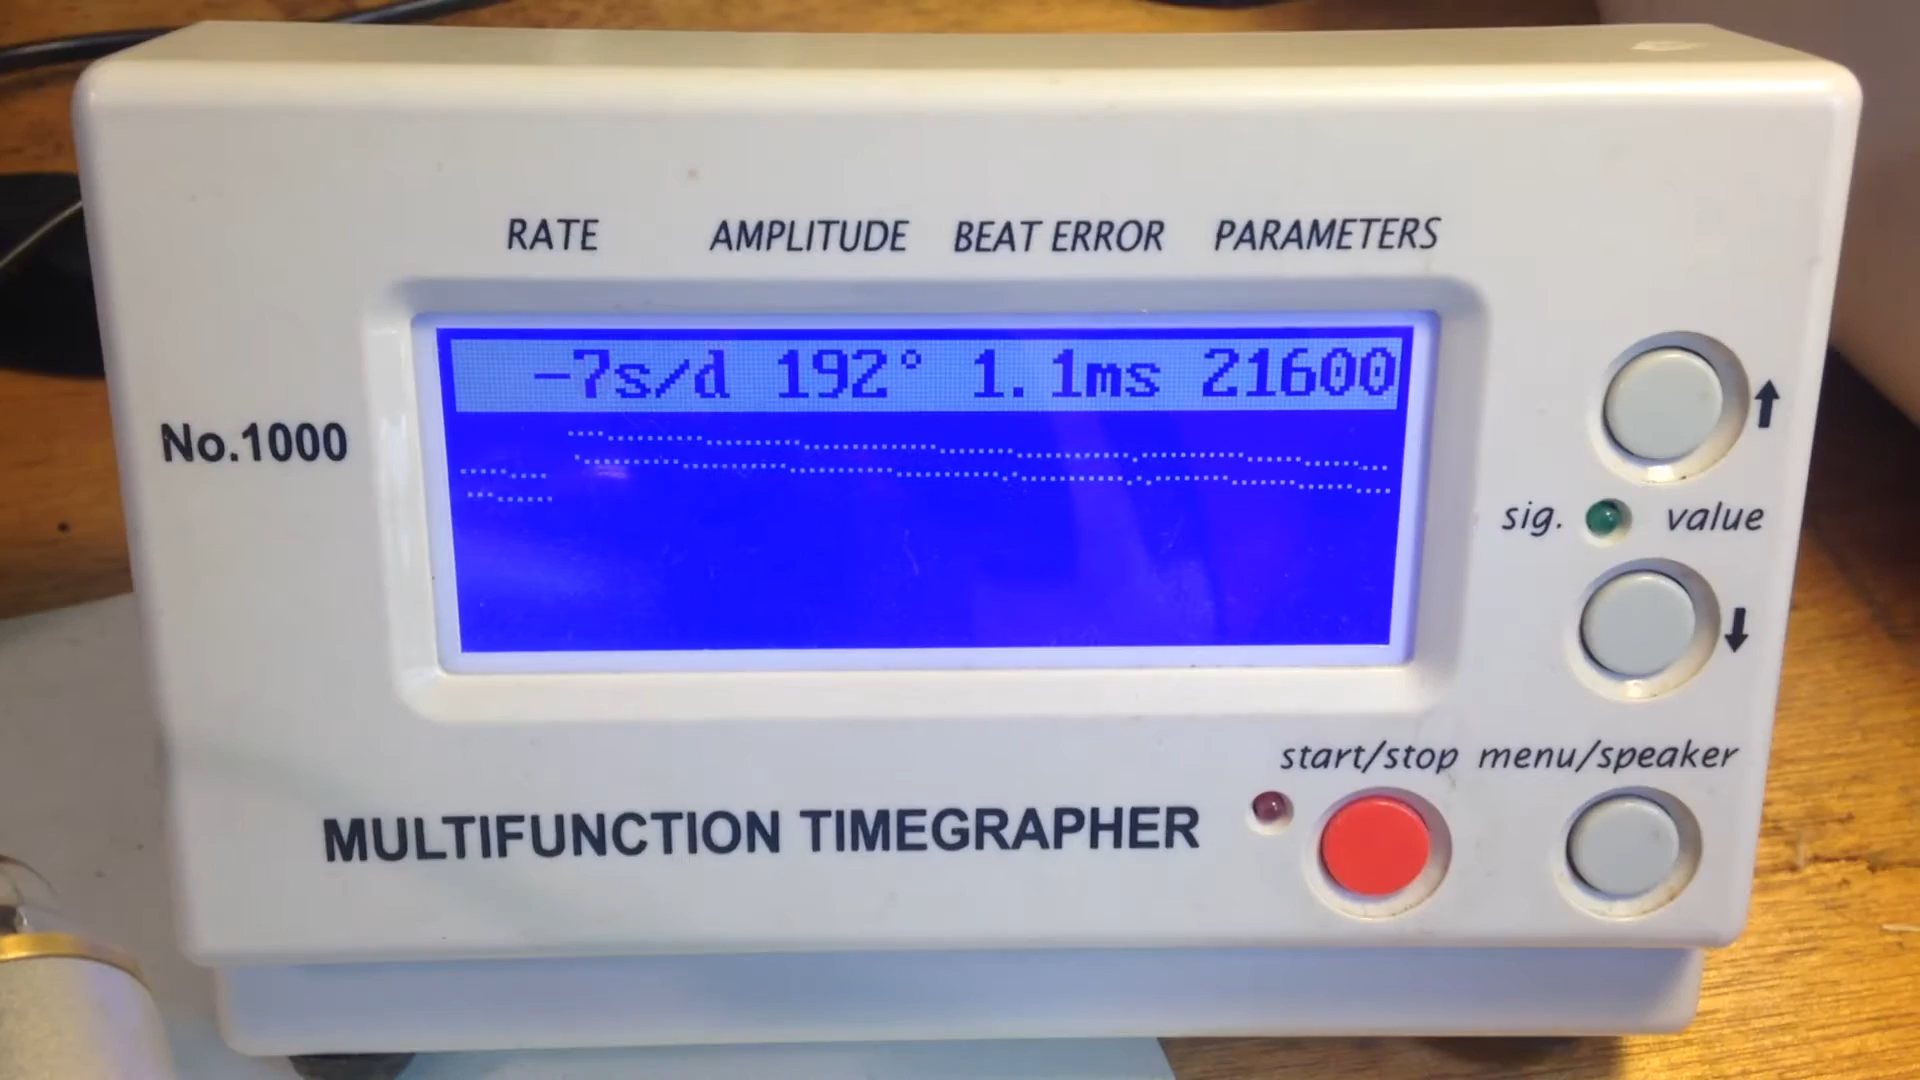 RATE AMPLITUDE BEAT ERROR PARAMETERS
-7s/d 192° 1.1ms 21600
No.1000
sig. value
start/stop menu/speaker
MULTIFUNCTION TIMEGRAPHER